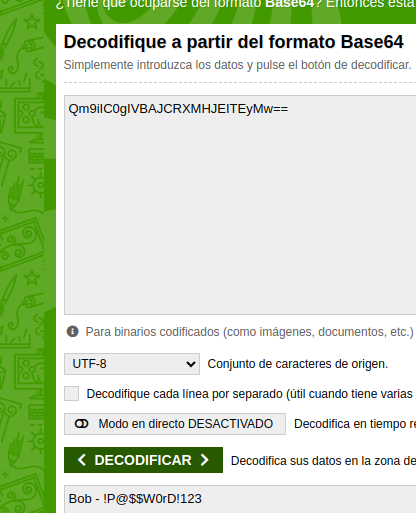 ¿Tiene que ocuparse del formato Base64? Entonces está
Decodifique a partir del formato Base64
Simplemente introduzca los datos y pulse el botón de decodificar.
Qm9iIC0gIVBAJCRXMHJEITEyMw==
Para binarios codificados (como imágenes, documentos, etc.)
UTF-8 Conjunto de caracteres de origen.
Decodifique cada línea por separado (útil cuando tiene varias
Modo en directo DESACTIVADO Decodifica en tiempo re
DECODIFICAR Decodifica sus datos en la zona de
Bob - !P@$$W0rD!123